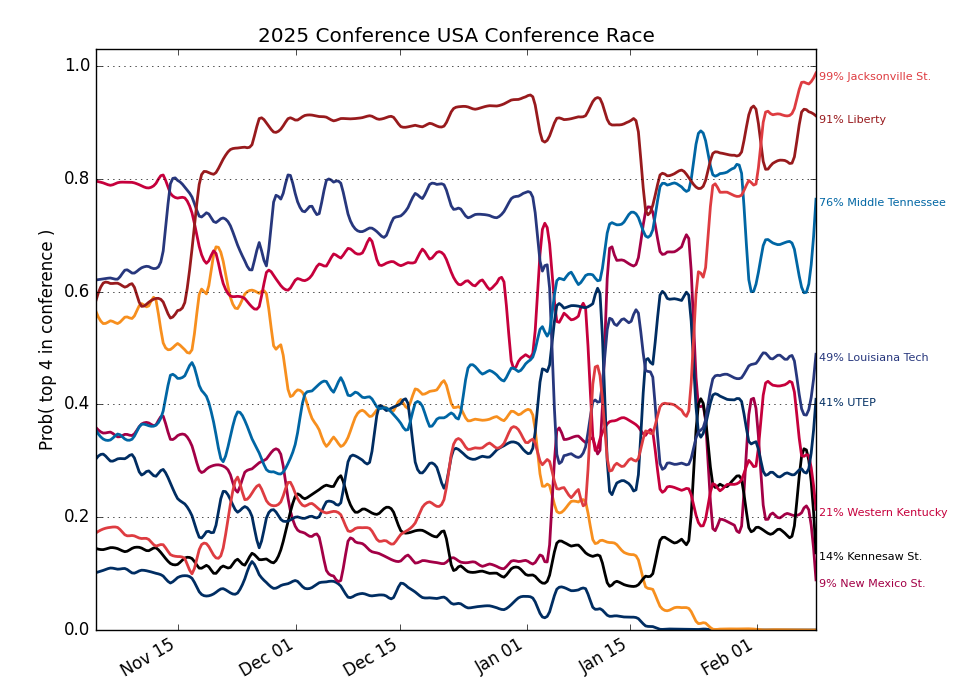 2025 Conference USA Conference Race
Prob( top 4 in conference )
1.0
0.8
0.6
0.4
0.2
0.0
Nov 15
Dec 01
Dec 15
Jan 01
Jan 15
Feb 01
99% Jacksonville St.
91% Liberty
76% Middle Tennessee
49% Louisiana Tech
41% UTEP
21% Western Kentucky
14% Kennesaw St.
9% New Mexico St.